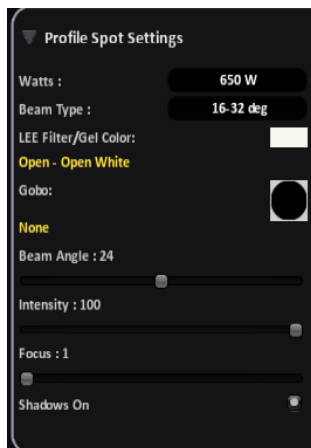 Profile Spot Settings
Watts : 650 W
Beam Type : 16-32 deg
LEE Filter/Gel Color:
Open - Open White
Gobo:
None
Beam Angle : 24
Intensity : 100
Focus : 1
Shadows On